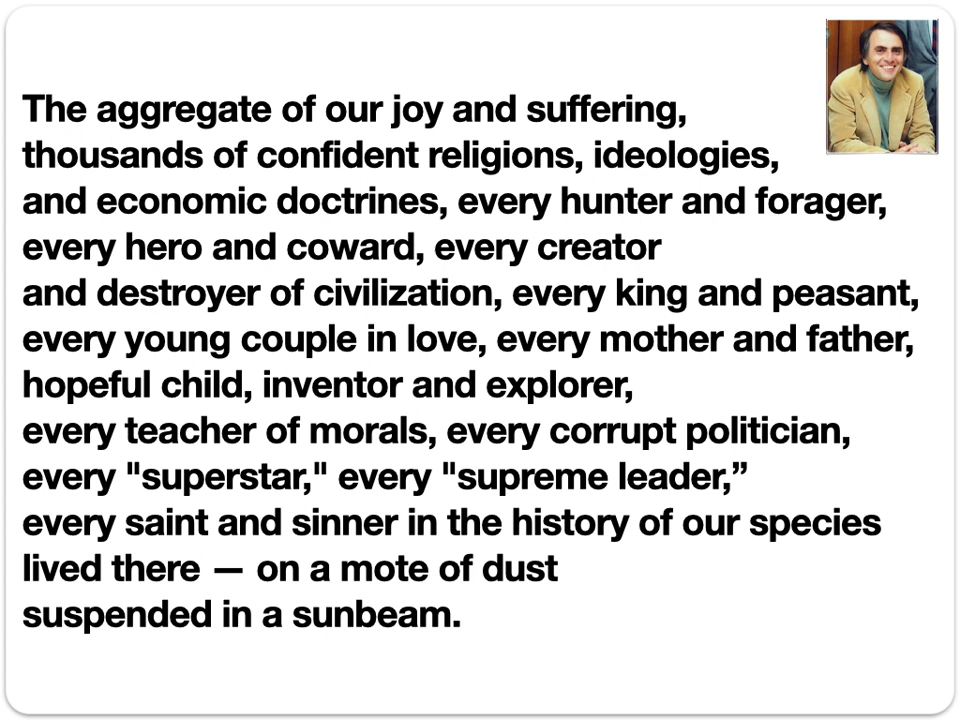 The aggregate of our joy and suffering,
thousands of confident religions, ideologies,
and economic doctrines, every hunter and forager,
every hero and coward, every creator
and destroyer of civilization, every king and peasant,
every young couple in love, every mother and father,
hopeful child, inventor and explorer,
every teacher of morals, every corrupt politician,
every "superstar," every "supreme leader,”
every saint and sinner in the history of our species
lived there — on a mote of dust
suspended in a sunbeam.